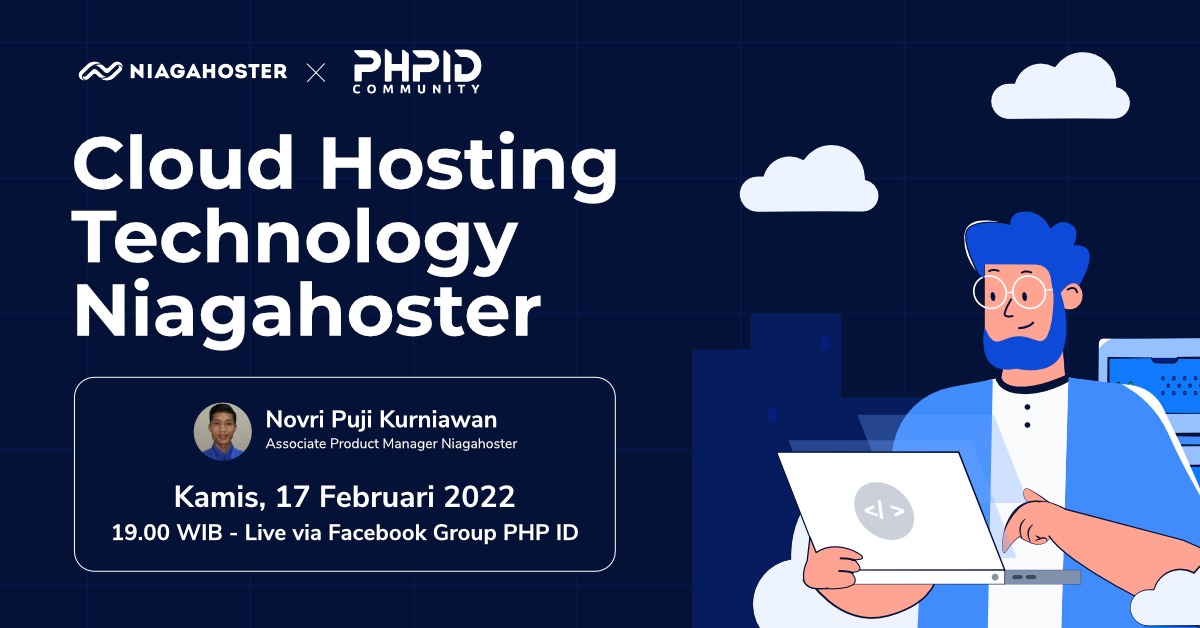 NIAGAHOSTER
PHPID
COMMUNITY
Cloud Hosting
Technology
Niagahoster
Novri Puji Kurniawan
Associate Product Manager Niagahoster
Kamis, 17 Februari 2022
19.00 WIB - Live via Facebook Group PHP ID
</>